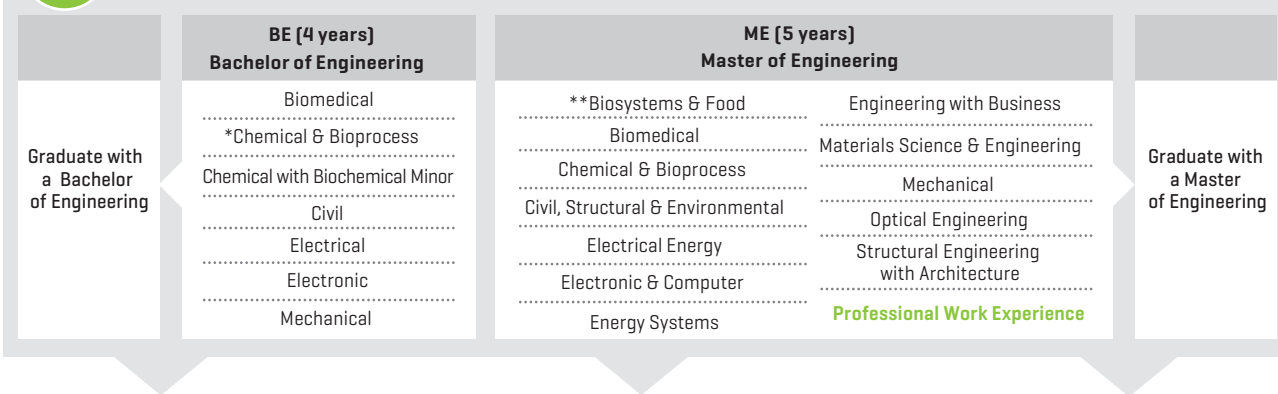 BE (4 years)
Bachelor of Engineering
ME (5 years)
Master of Engineering
Graduate with
a Bachelor
of Engineering
Biomedical
*Chemical & Bioprocess
Chemical with Biochemical Minor
Civil
Electrical
Electronic
Mechanical
**Biosystems & Food
Biomedical
Chemical & Bioprocess
Civil, Structural & Environmental
Electrical Energy
Electronic & Computer
Energy Systems
Engineering with Business
Materials Science & Engineering
Mechanical
Optical Engineering
Structural Engineering
with Architecture
Professional Work Experience
Graduate with
a Master
of Engineering